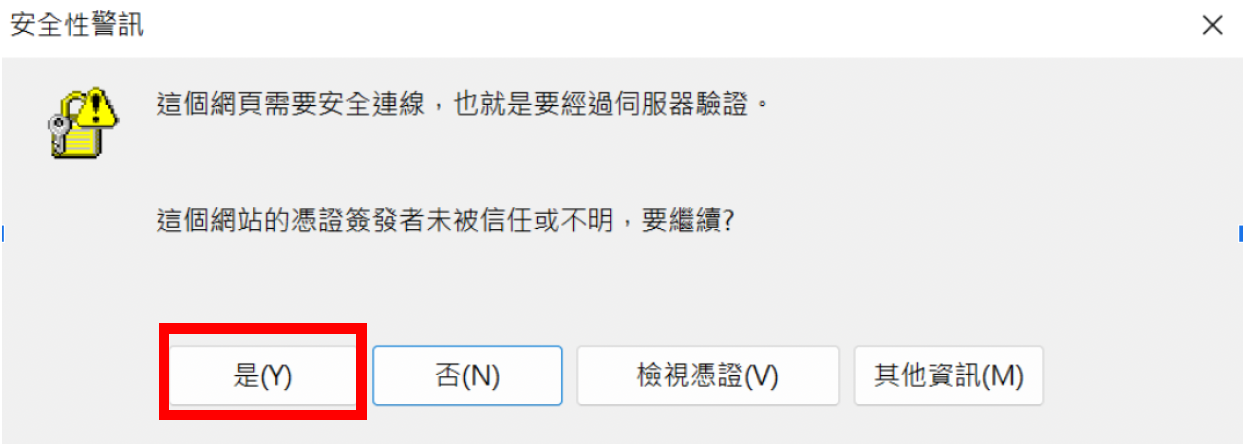 安全性警訊
這個網頁需要安全連線，也就是要經過伺服器驗證。
這個網站的憑證簽發者未被信任或不明，要繼續?
是(Y) 否(N) 檢視憑證(V) 其他資訊(M)